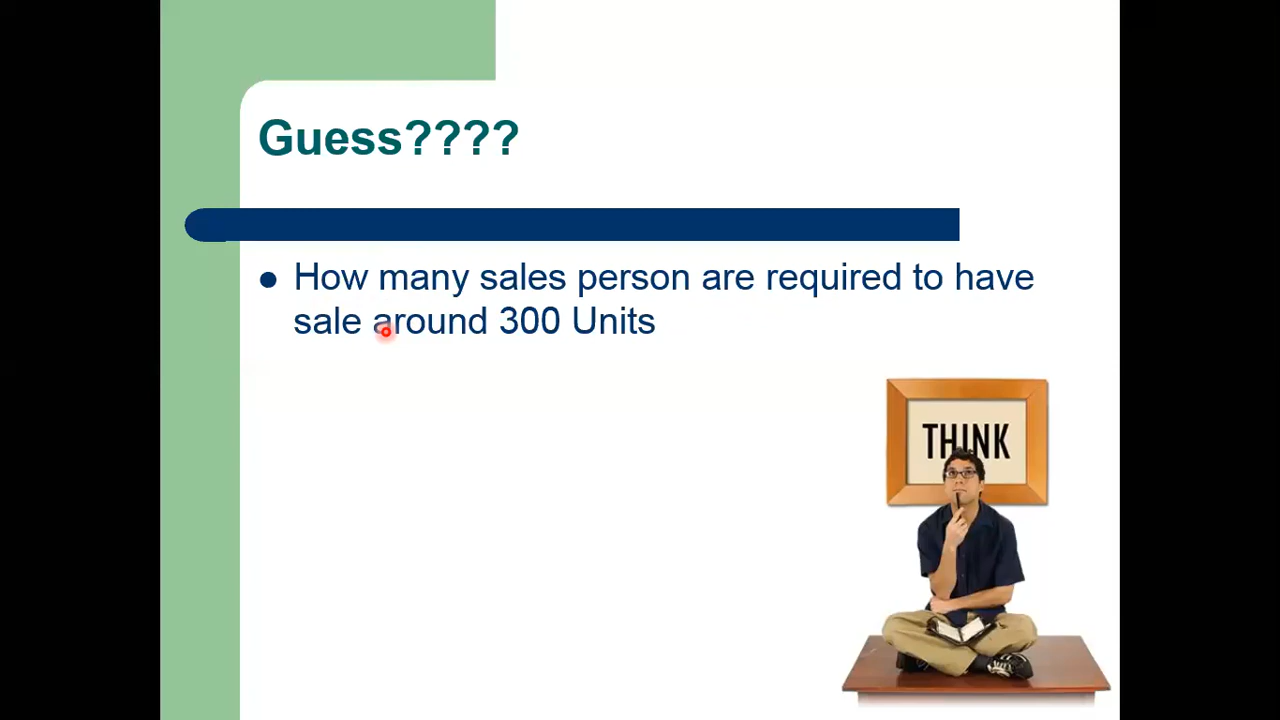 Guess????
How many sales person are required to have
sale around 300 Units
THINK